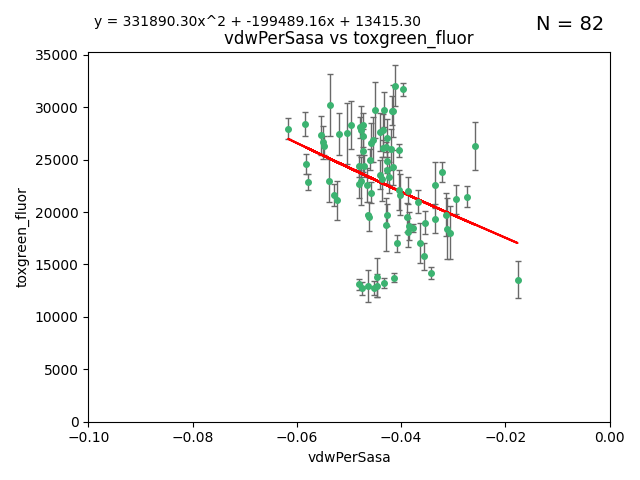 y = 331890.30x^2 + -199489.16x + 13415.30
N = 82
vdwPerSasa vs toxgreen_fluor
35000
30000
25000
20000
15000
10000
5000
0
toxgreen_fluor
−0.10 −0.08 −0.06 −0.04 −0.02 0.00
vdwPerSasa